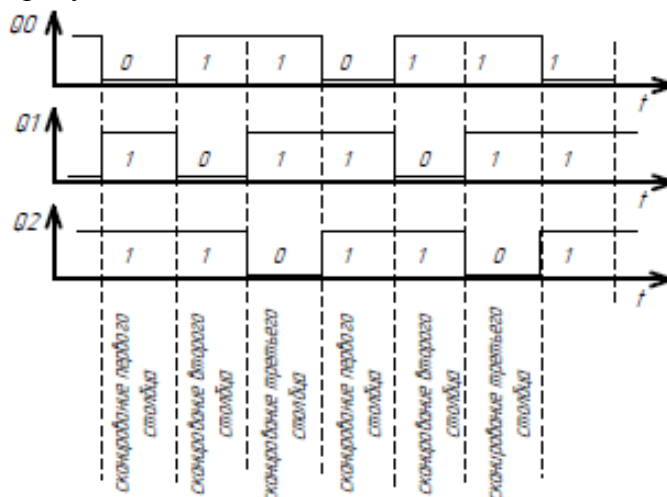 Q0
0 1 1 0 1 1 1
t
Q1
1 0 1 1 0 1 1
t
Q2
1 1 0 1 1 0 1
t
сканирование первого
столбца
сканирование второго
столбца
сканирование третьего
столбца
сканирование первого
столбца
сканирование второго
столбца
сканирование третьего
столбца